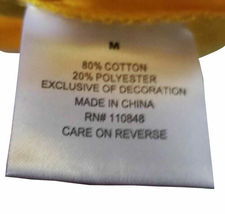 M
80% COTTON
20% POLYESTER
EXCLUSIVE OF DECORATION
MADE IN CHINA
RN# 110848
CARE ON REVERSE